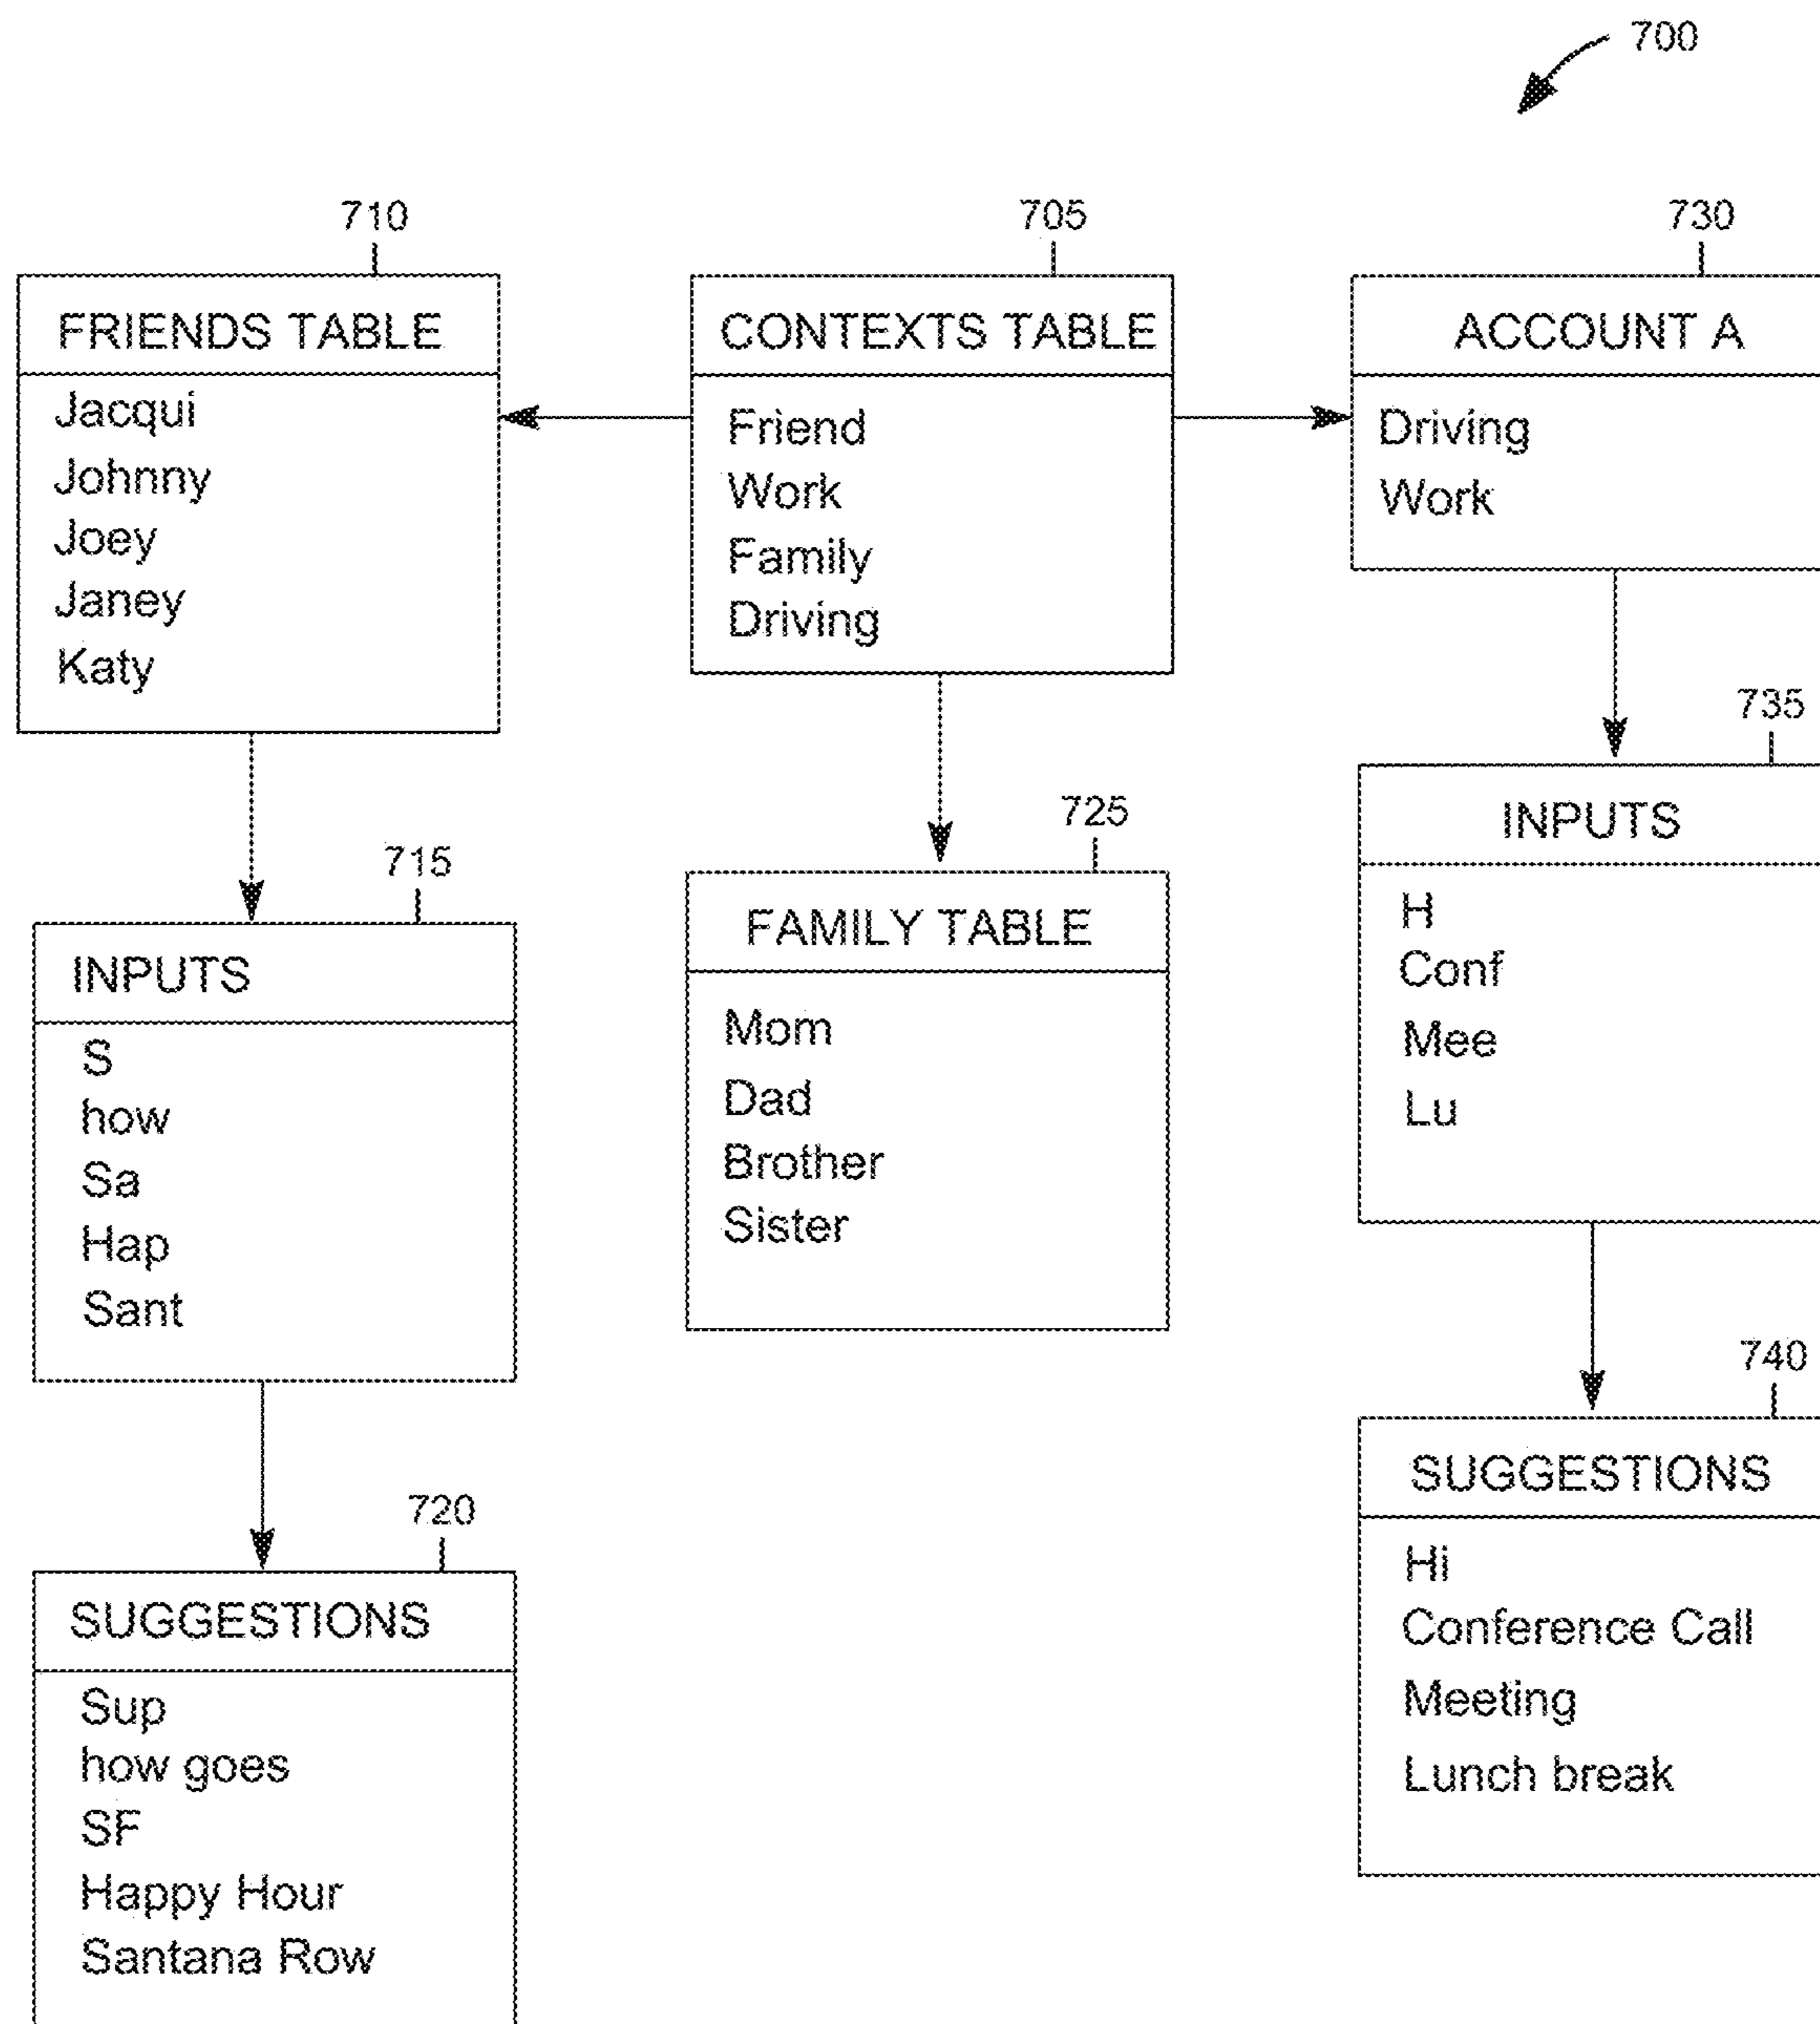 700
710
FRIENDS TABLE
Jacqui
Johnny
Joey
Janey
Katy
705
CONTEXTS TABLE
Friend
Work
Family
Driving
730
ACCOUNT A
Driving
Work
715
INPUTS
S
how
Sa
Hap
Sant
725
FAMILY TABLE
Mom
Dad
Brother
Sister
735
INPUTS
H
Conf
Mee
Lu
720
SUGGESTIONS
Sup
how goes
SF
Happy Hour
Santana Row
740
SUGGESTIONS
Hi
Conference Call
Meeting
Lunch break